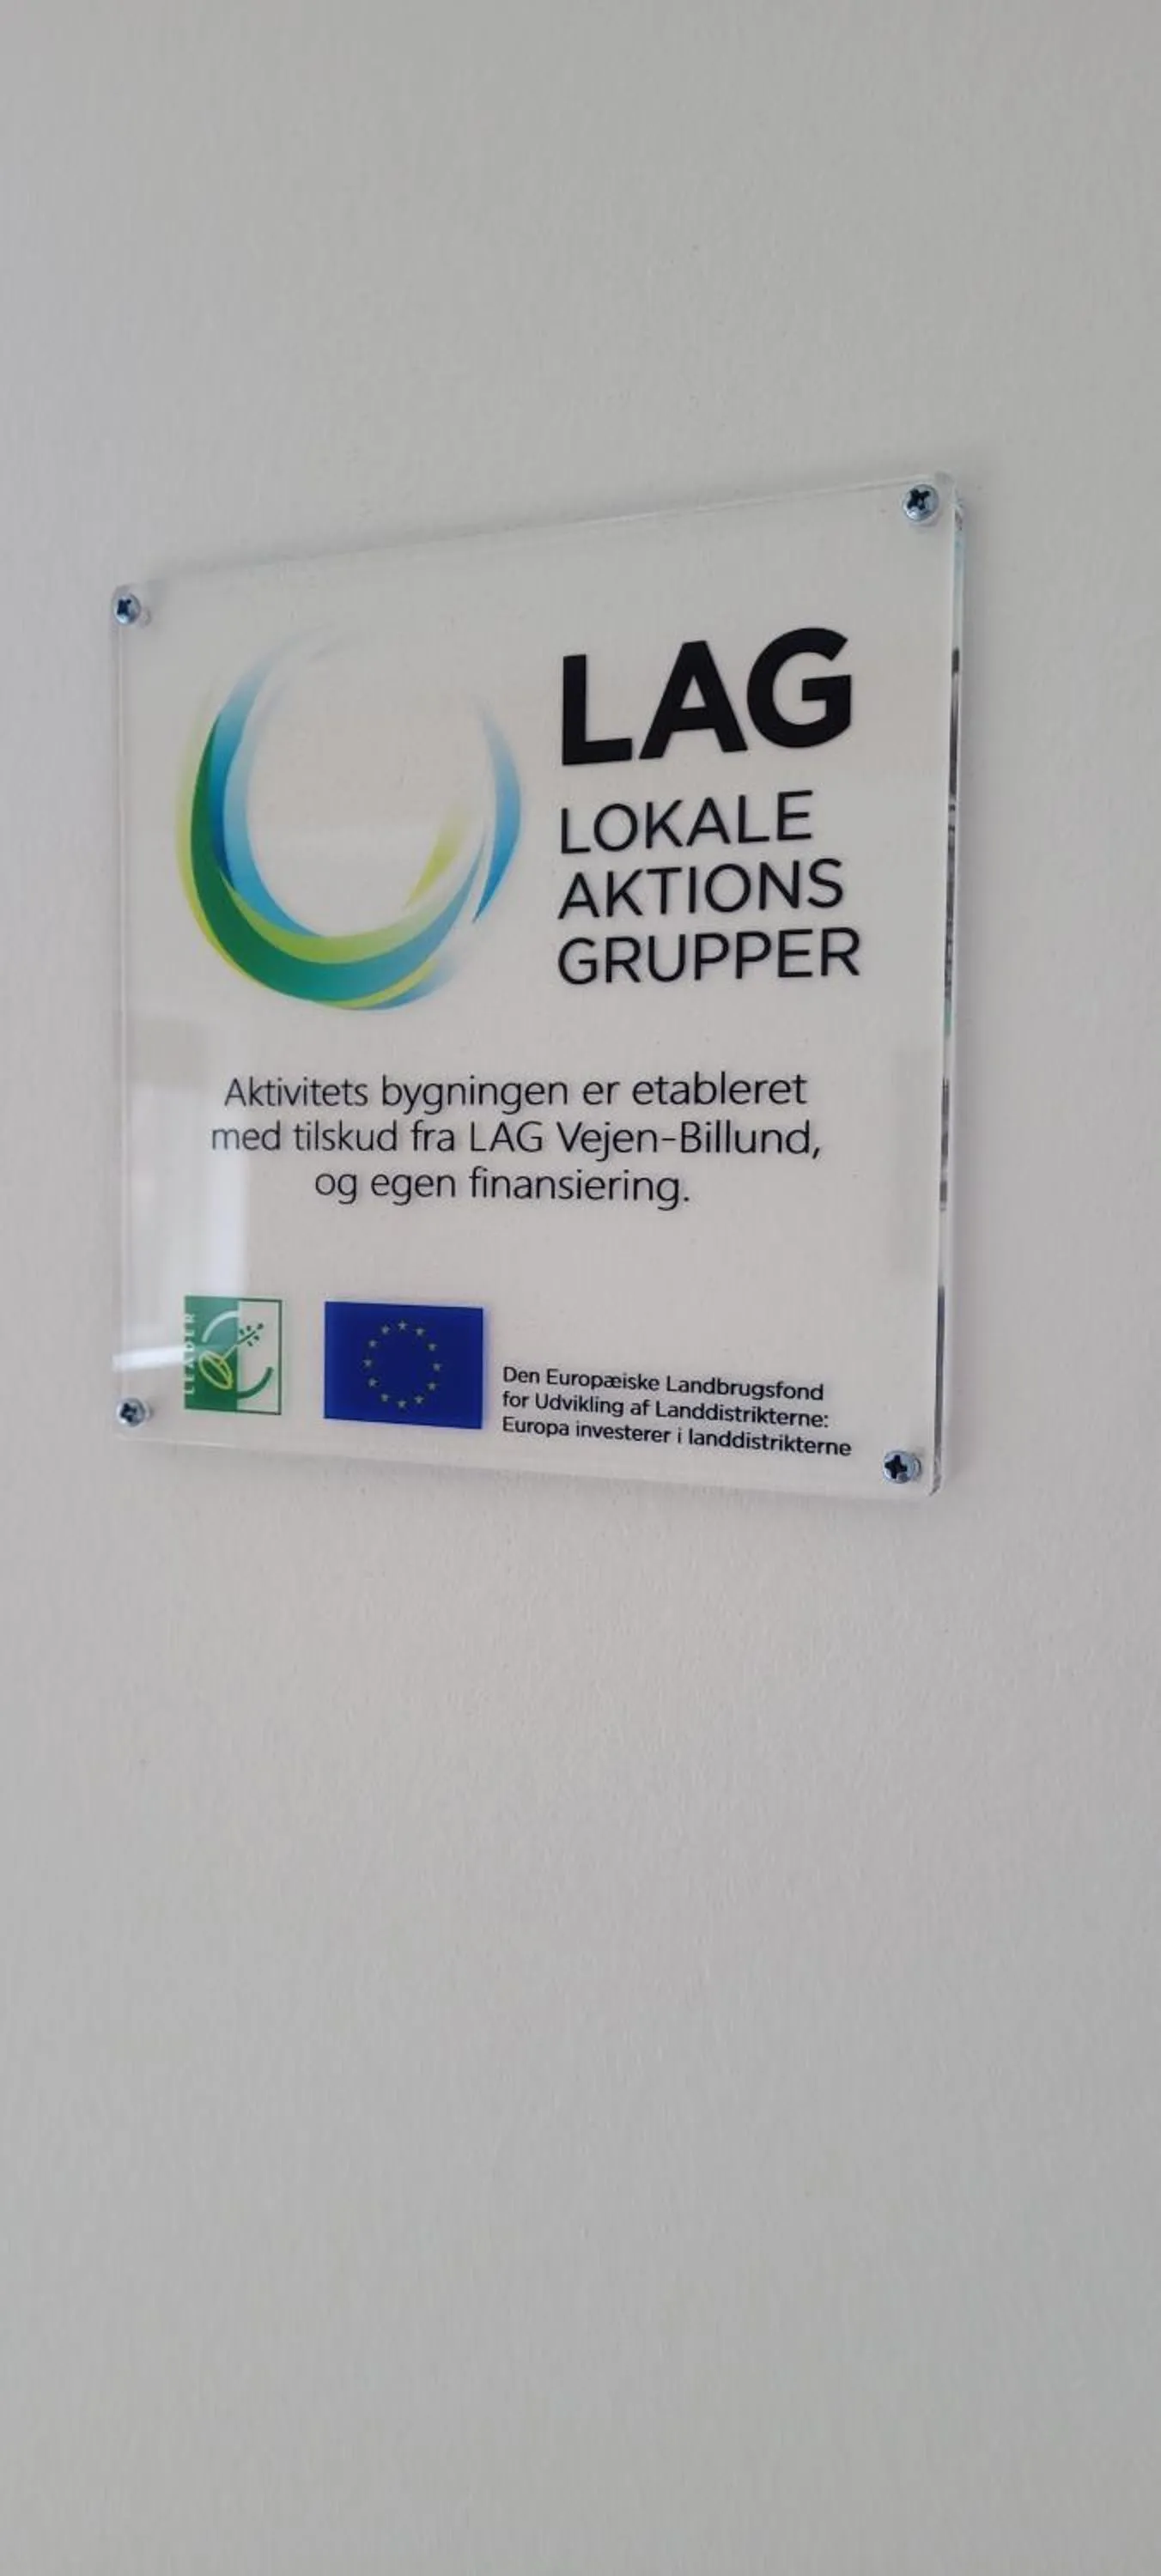 LAG
LOKALE
AKTIONS
GRUPPER
Aktivitets bygningen er etableret
med tilskud fra LAG Vejen-Billund,
og egen finansiering.
LEADER
Den Europæiske Landbrugsfond
for Udvikling af Landdistrikterne:
Europa investerer i landdistrikterne